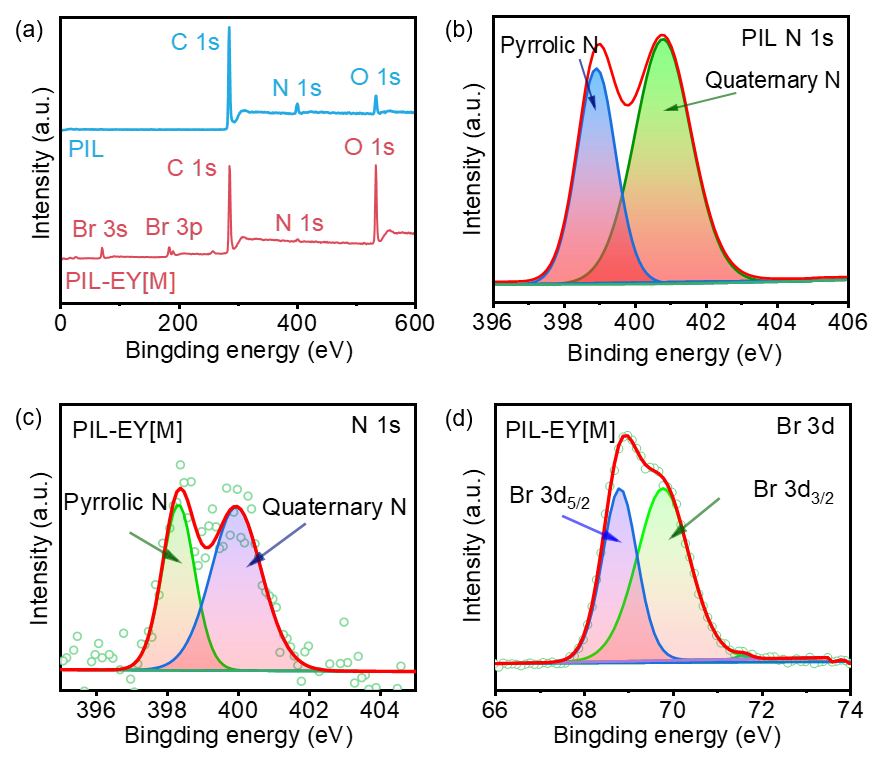 (a)
C 1s
N 1s
O 1s
PIL
C 1s
O 1s
Br 3s
Br 3p
N 1s
PIL-EY[M]
Intensity (a.u.)
0 200 400 600
Bingding energy (eV)
(b)
PIL N 1s
Pyrrolic N
Quaternary N
Intensity (a.u.)
396 398 400 402 404 406
Binding energy (eV)
(c)
PIL-EY[M]
N 1s
Pyrrolic N
Quaternary N
Intensity (a.u.)
396 398 400 402 404
Bingding energy (eV)
(d)
PIL-EY[M]
Br 3d
Br 3d5/2
Br 3d3/2
Intensity (a.u.)
66 68 70 72 74
Bingding energy (eV)